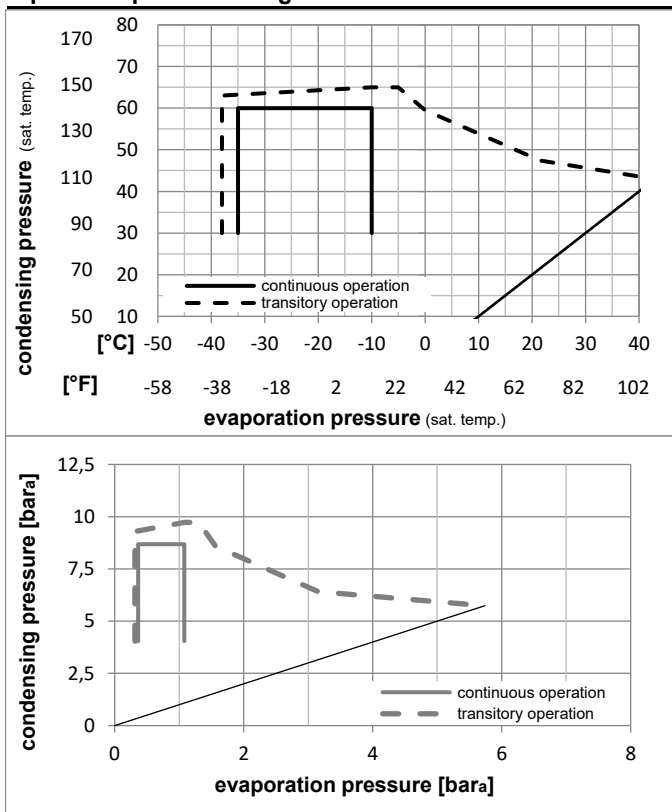 80
170
70
150
60
130
50
110
40
90
30
70
20
50
10
condensing pressure (sat. temp.)
continuous operation
transitory operation
[°C] -50 -40 -30 -20 -10 0 10 20 30 40
[°F] -58 -38 -18 2 22 42 62 82 102
evaporation pressure (sat. temp.)
12,5
10
7,5
5
2,5
0
condensing pressure [bara]
continuous operation
transitory operation
0 2 4 6 8
evaporation pressure [bara]